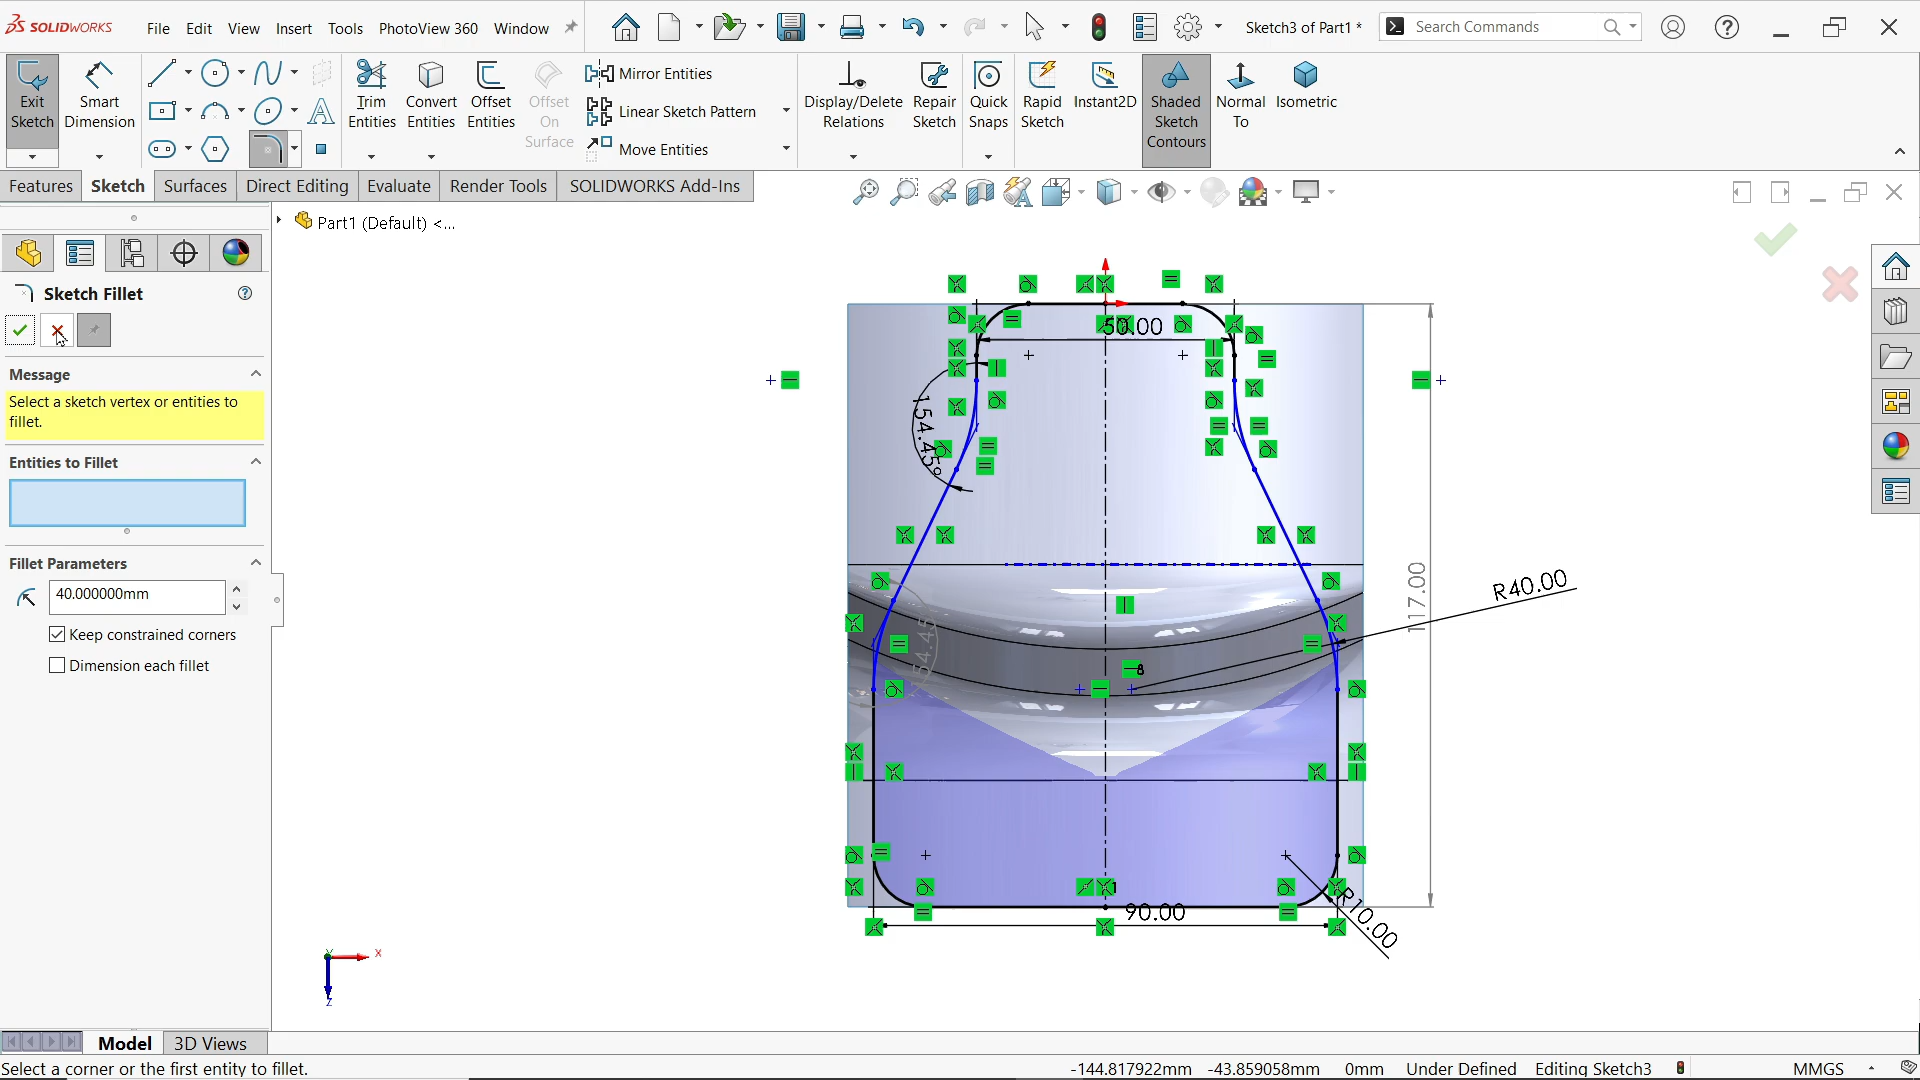 SOLIDWORKS File Edit View Insert Tools PhotoView 360 Window Sketch3 of Part1 * Search Commands
Exit Sketch
Smart Dimension
Trim Entities
Convert Entities
Offset Entities
Offset On Surface
Mirror Entities
Linear Sketch Pattern
Move Entities
Display/Delete Relations
Repair Sketch
Quick Snaps
Rapid Sketch
Instant2D
Shaded Sketch Contours
Normal To
Isometric
Features Sketch Surfaces Direct Editing Evaluate Render Tools SOLIDWORKS Add-Ins
Part1 (Default) <...
Sketch Fillet
Message
Select a sketch vertex or entities to
fillet.
Entities to Fillet
Fillet Parameters
40.000000mm
Keep constrained corners
Dimension each fillet
50.00
154.45°
117.00
R40.00
54.45
8
1
90.00
R10.00
Y
X
Z
Model 3D Views
Select a corner or the first entity to fillet. -144.817922mm -43.859058mm 0mm Under Defined Editing Sketch3 MMGS